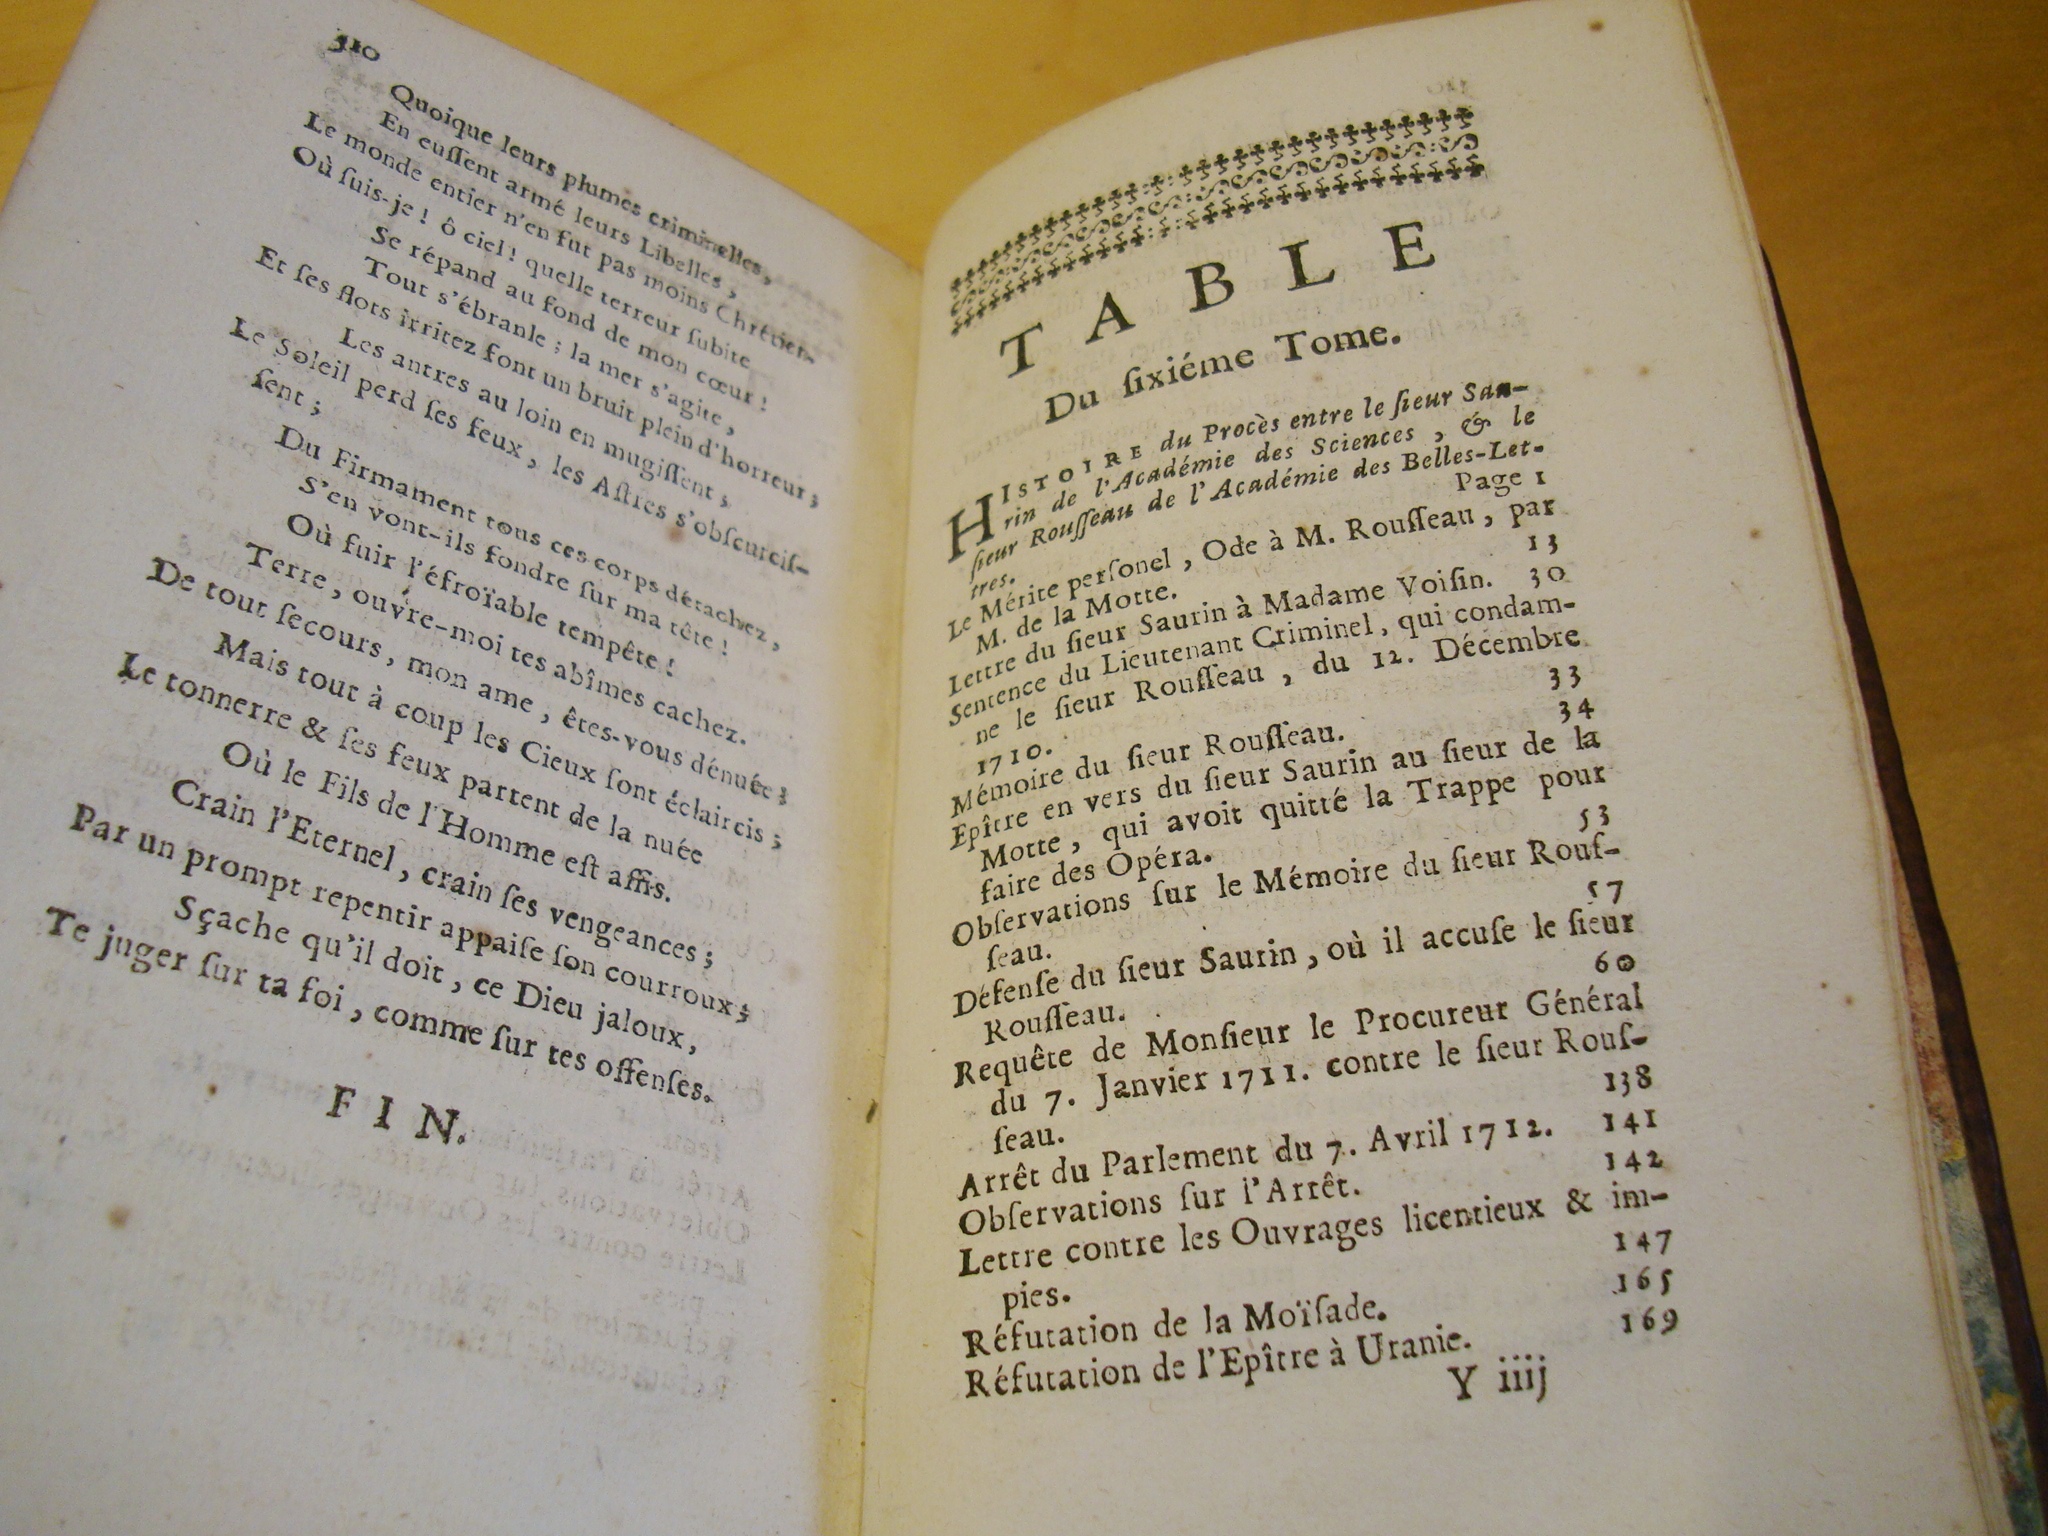 510
Quoique leurs plumes criminelles,
En eussent armé leurs Libelles,
Le monde entier n'en fut pas moins Chrétien.
Où suis-je! ô ciel! quelle terreur subite
Se répand au fond de mon cœur!
Tout s'ébranle; la mer s'agite,
Et ses flots irritez font un bruit plein d'horreur;
Les antres au loin en mugissent;
Le Soleil perd ses feux, les Astres s'obscurcis-
sent;
Du Firmament tous ces corps détachez,
S'en vont-ils fondre sur ma tête!
Où fuir l'éfroïable tempête!
Terre, ouvre-moi tes abîmes cachez.
De tout secours, mon ame, êtes-vous dénuée;
Mais tout à coup les Cieux sont éclaircis;
Le tonnerre & ses feux partent de la nuée
Où le Fils de l'Homme est assis.
Crain l'Eternel, crain ses vengeances;
Par un prompt repentir appaise son courroux;
Sçache qu'il doit, ce Dieu jaloux,
Te juger sur ta foi, comme sur tes offenses.
FIN.
TABLE
Du sixiéme Tome.
HISTOIRE du Procès entre le sieur Sau-
rin de l'Académie des Sciences, & le
sieur Rousseau de l'Académie des Belles-Let-
tres. Page 1
Le Mérite personel, Ode à M. Rousseau, par
M. de la Motte. 13
Lettre du sieur Saurin à Madame Voisin. 30
Sentence du Lieutenant Criminel, qui condam-
ne le sieur Rousseau, du 12. Décembre
1710. 33
Mémoire du sieur Rousseau. 34
Epître en vers du sieur Saurin au sieur de la
Motte, qui avoit quitté la Trappe pour
faire des Opéra. 53
Observations sur le Mémoire du sieur Rous-
seau. 57
Défense du sieur Saurin, où il accuse le sieur
Rousseau. 60
Requête de Monsieur le Procureur Général
du 7. Janvier 1711. contre le sieur Rous-
seau. 138
Arrêt du Parlement du 7. Avril 1712. 141
Observations sur l'Arrêt. 142
Lettre contre les Ouvrages licentieux & im-
pies. 147
Réfutation de la Moïsade. 165
Réfutation de l'Epître à Uranie. 169
Y iiij